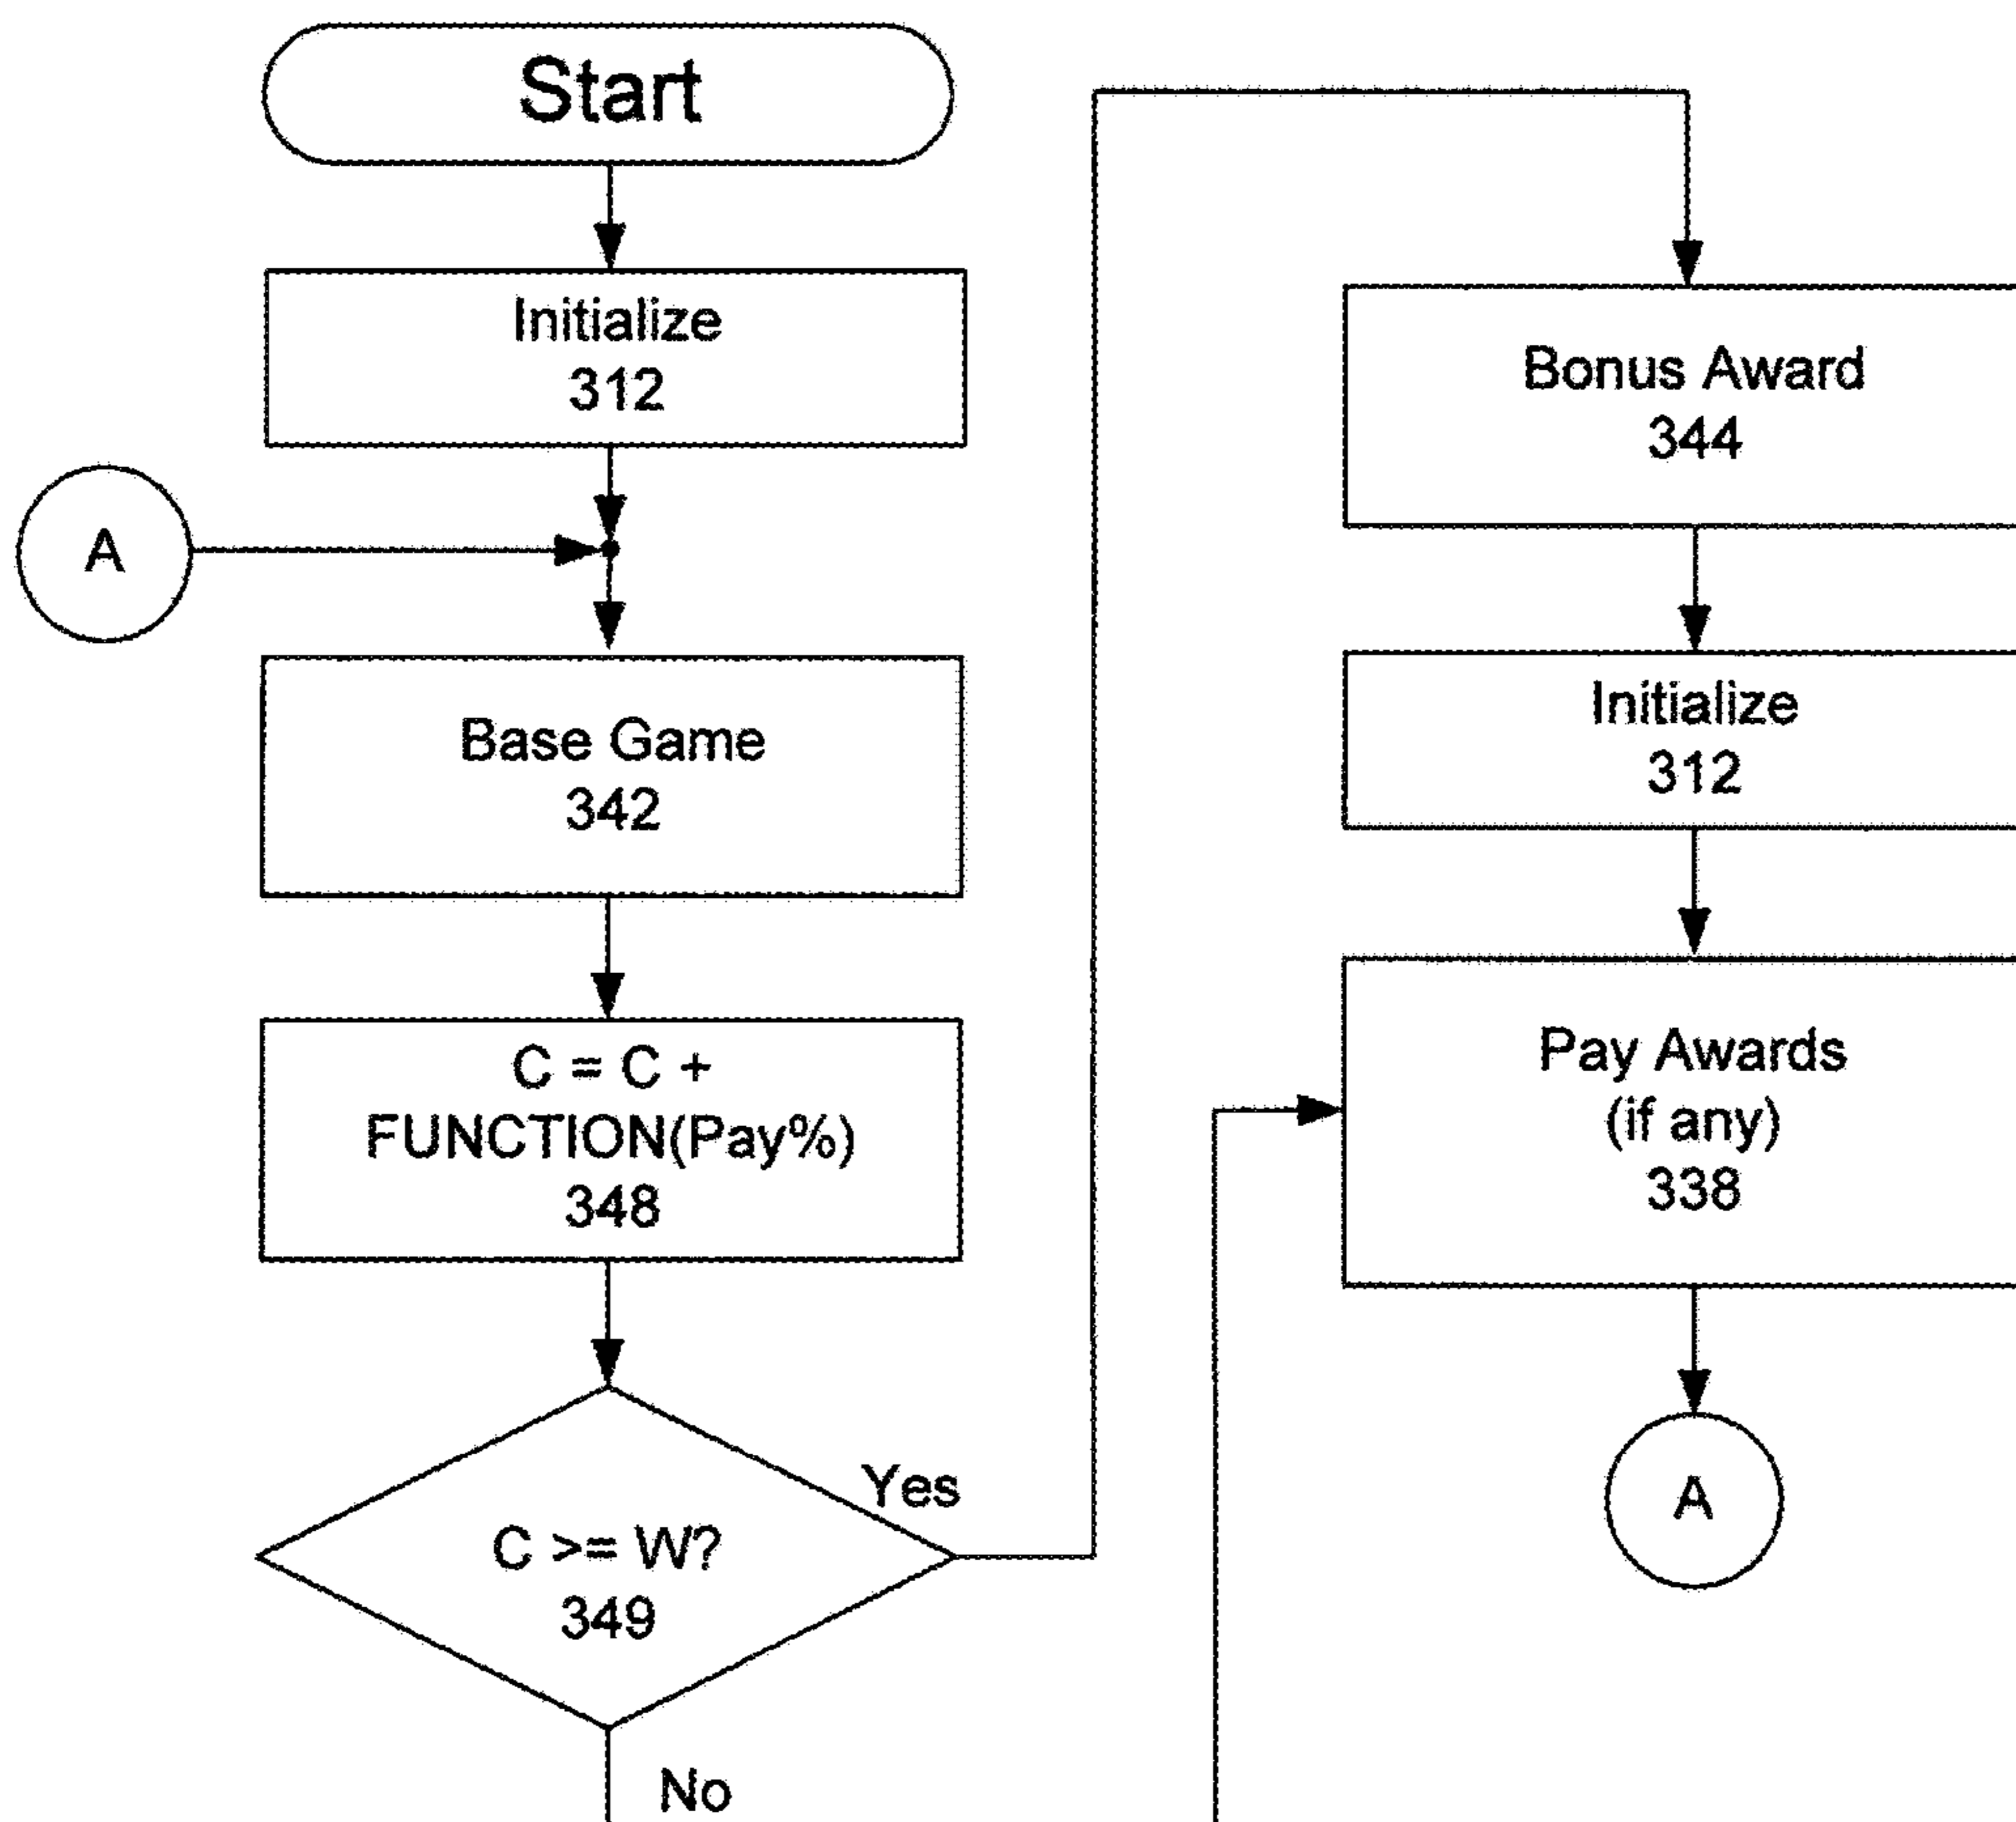 Start
Initialize
312
A
Base Game
342
C = C +
FUNCTION(Pay%)
348
C >= W?
349
Yes
No
Bonus Award
344
Initialize
312
Pay Awards
(if any)
338
A